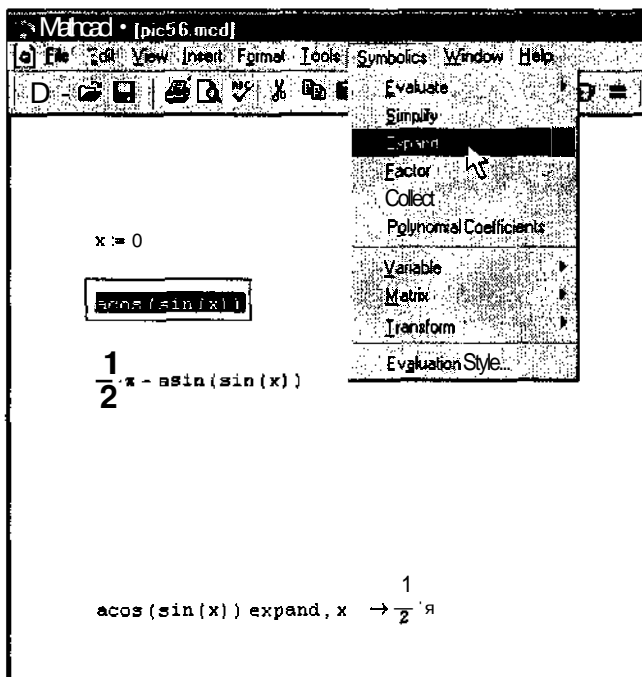 Mathcad • [pic56.mcd]
File Edit View Insert Format Tools Symbolics Window Help
D
Evaluate
Simplify
Expand
Factor
Collect
Polynomial Coefficients
Variable
Matrix
Transform
Evaluation Style...
x := 0
acos(sin(x))
1/2·π - asin(sin(x))
acos(sin(x)) expand, x → 1/2·я